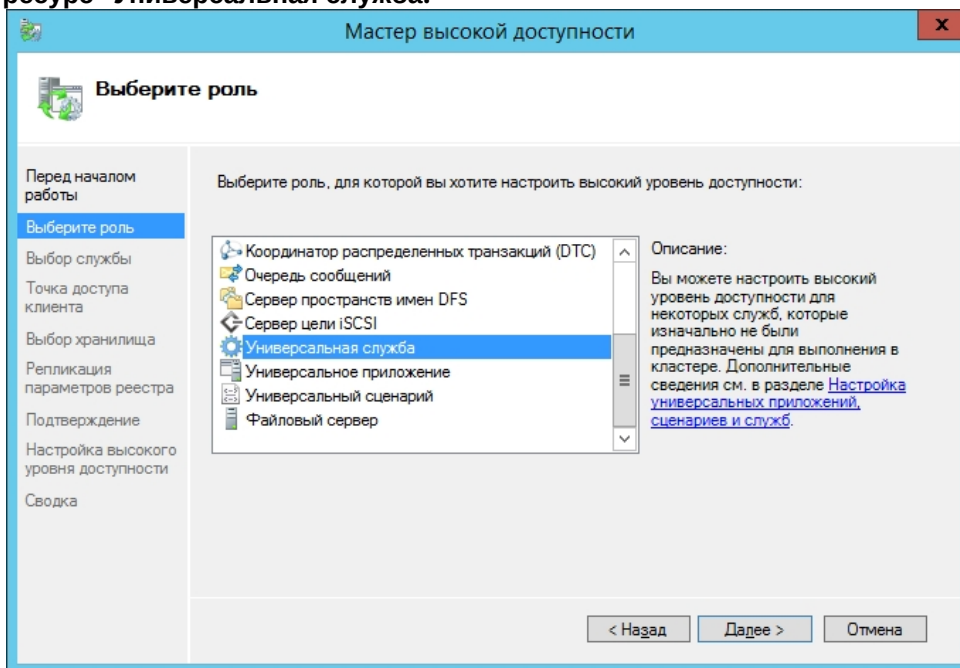 ресурс "Универсальная служба.
Мастер высокой доступности
x
Выберите роль
Перед началом
работы
Выберите роль
Выбор службы
Точка доступа
клиента
Выбор хранилища
Репликация
параметров реестра
Подтверждение
Настройка высокого
уровня доступности
Сводка
Выберите роль, для которой вы хотите настроить высокий уровень доступности:
Координатор распределенных транзакций (DTC)
Очередь сообщений
Сервер пространств имен DFS
Сервер цели iSCSI
Универсальная служба
Универсальное приложение
Универсальный сценарий
Файловый сервер
Описание:
Вы можете настроить высокий
уровень доступности для
некоторых служб, которые
изначально не были
предназначены для выполнения в
кластере. Дополнительные
сведения см. в разделе Настройка
универсальных приложений,
сценариев и служб.
< Назад
Далее >
Отмена